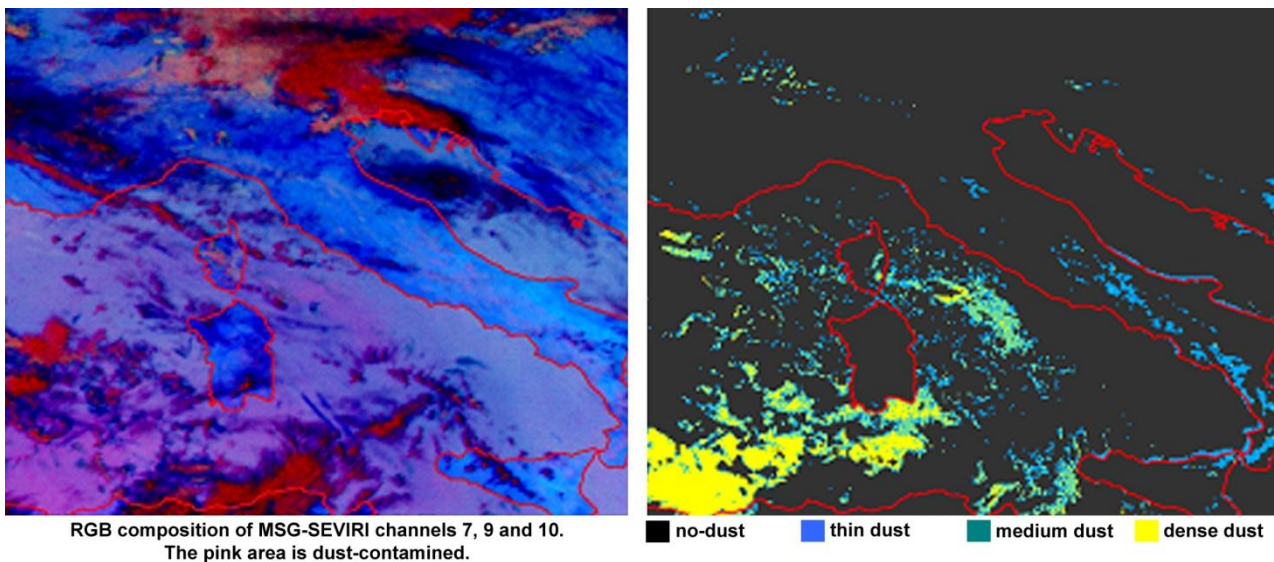 RGB composition of MSG-SEVIRI channels 7, 9 and 10.
The pink area is dust-contamined.
no-dust thin dust medium dust dense dust